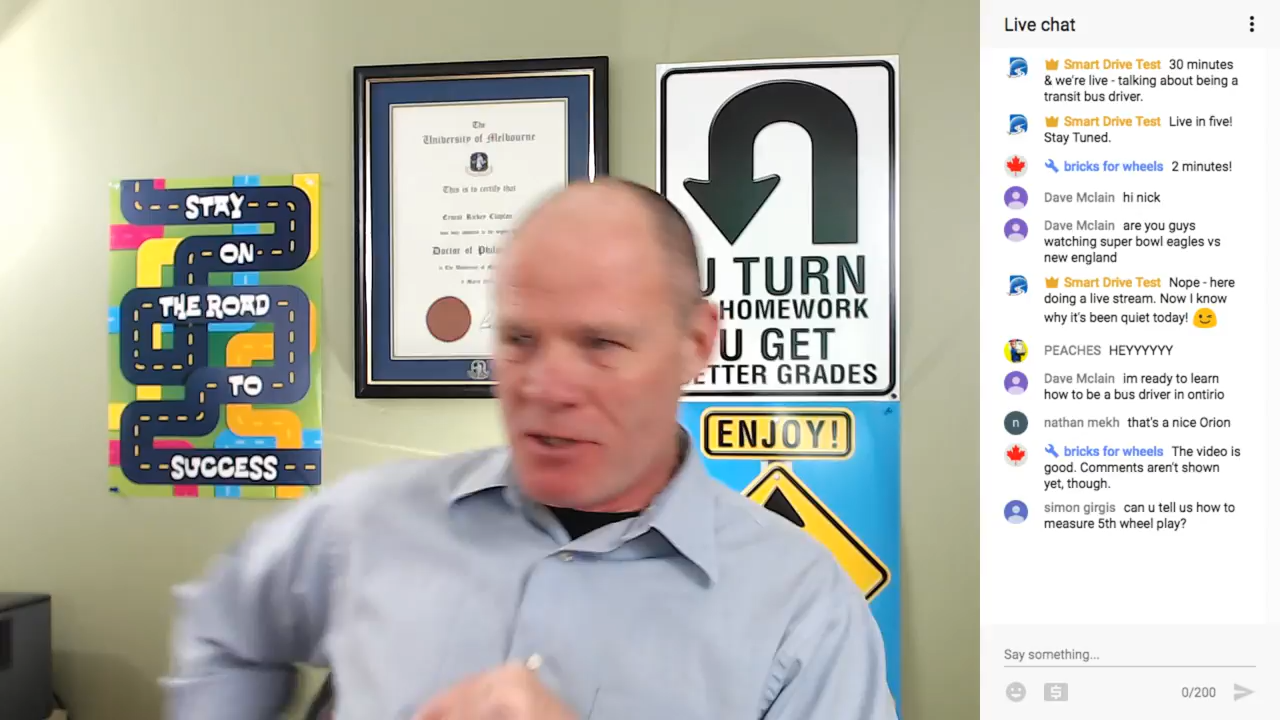 STAY
ON
THE ROAD
TO
SUCCESS
The
University of Melbourne
This is to certify that
Doctor of
U TURN
HOMEWORK
U GET
ETTER GRADES
ENJOY!
Live chat
Smart Drive Test 30 minutes
& we're live - talking about being a
transit bus driver.
Smart Drive Test Live in five!
Stay Tuned.
bricks for wheels 2 minutes!
Dave Mclain hi nick
Dave Mclain are you guys
watching super bowl eagles vs
new england
Smart Drive Test Nope - here
doing a live stream. Now I know
why it's been quiet today! 😉
PEACHES HEYYYYYY
Dave Mclain im ready to learn
how to be a bus driver in ontirio
n
nathan mekh that's a nice Orion
bricks for wheels The video is
good. Comments aren't shown
yet, though.
simon girgis can u tell us how to
measure 5th wheel play?
Say something...
0/200